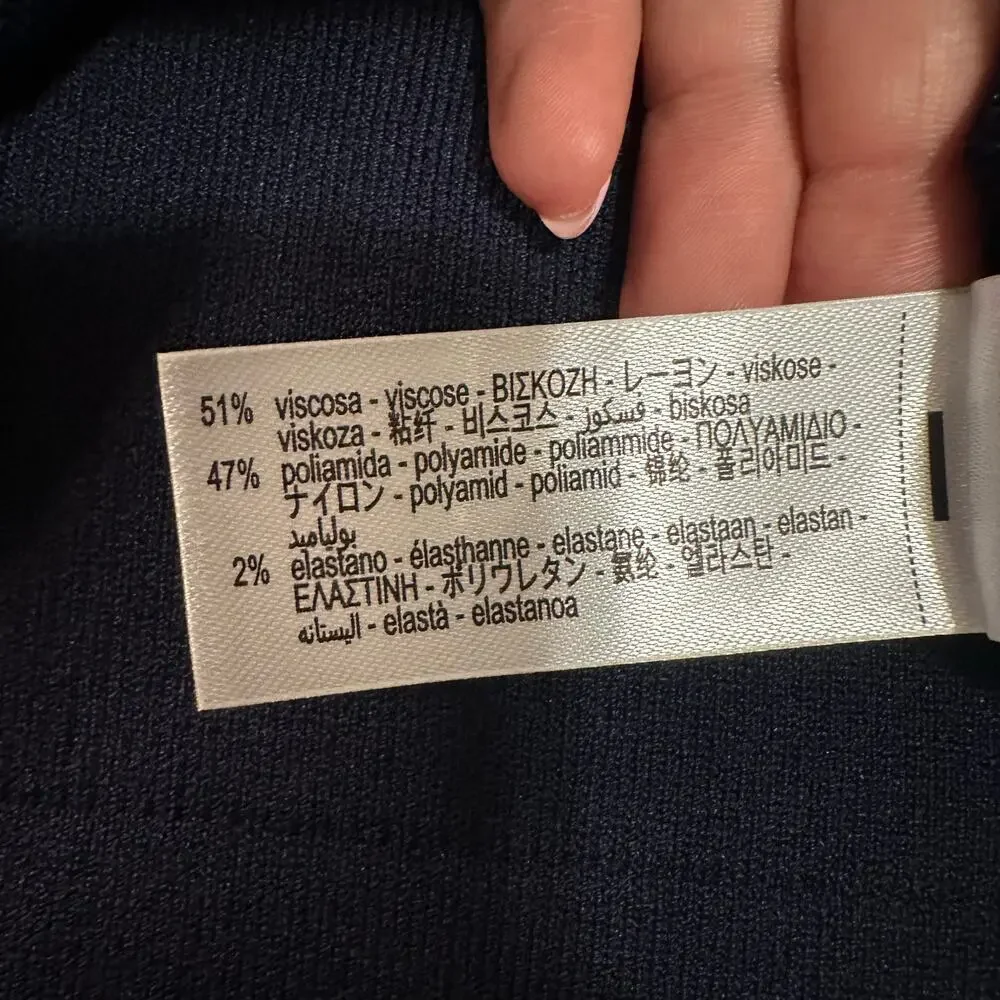 51% viscosa - viscose - ΒΙΣΚΟΖΗ - レーヨン - viskose -
viskoza - 粘纤 - 비스코스 - فسكوز - biskosa
47% poliamida - polyamide - poliammide - ΠΟΛΥΑΜΙΔΙΟ -
ナイロン - polyamid - poliamid - 锦纶 - 폴리아미드 -
بولياميد
2% elastano - élasthanne - elastane - elastaan - elastan -
ΕΛΑΣΤΙΝΗ - ポリウレタン - 氨纶 - 엘라스탄 -
اليستانه - elastà - elastanoa